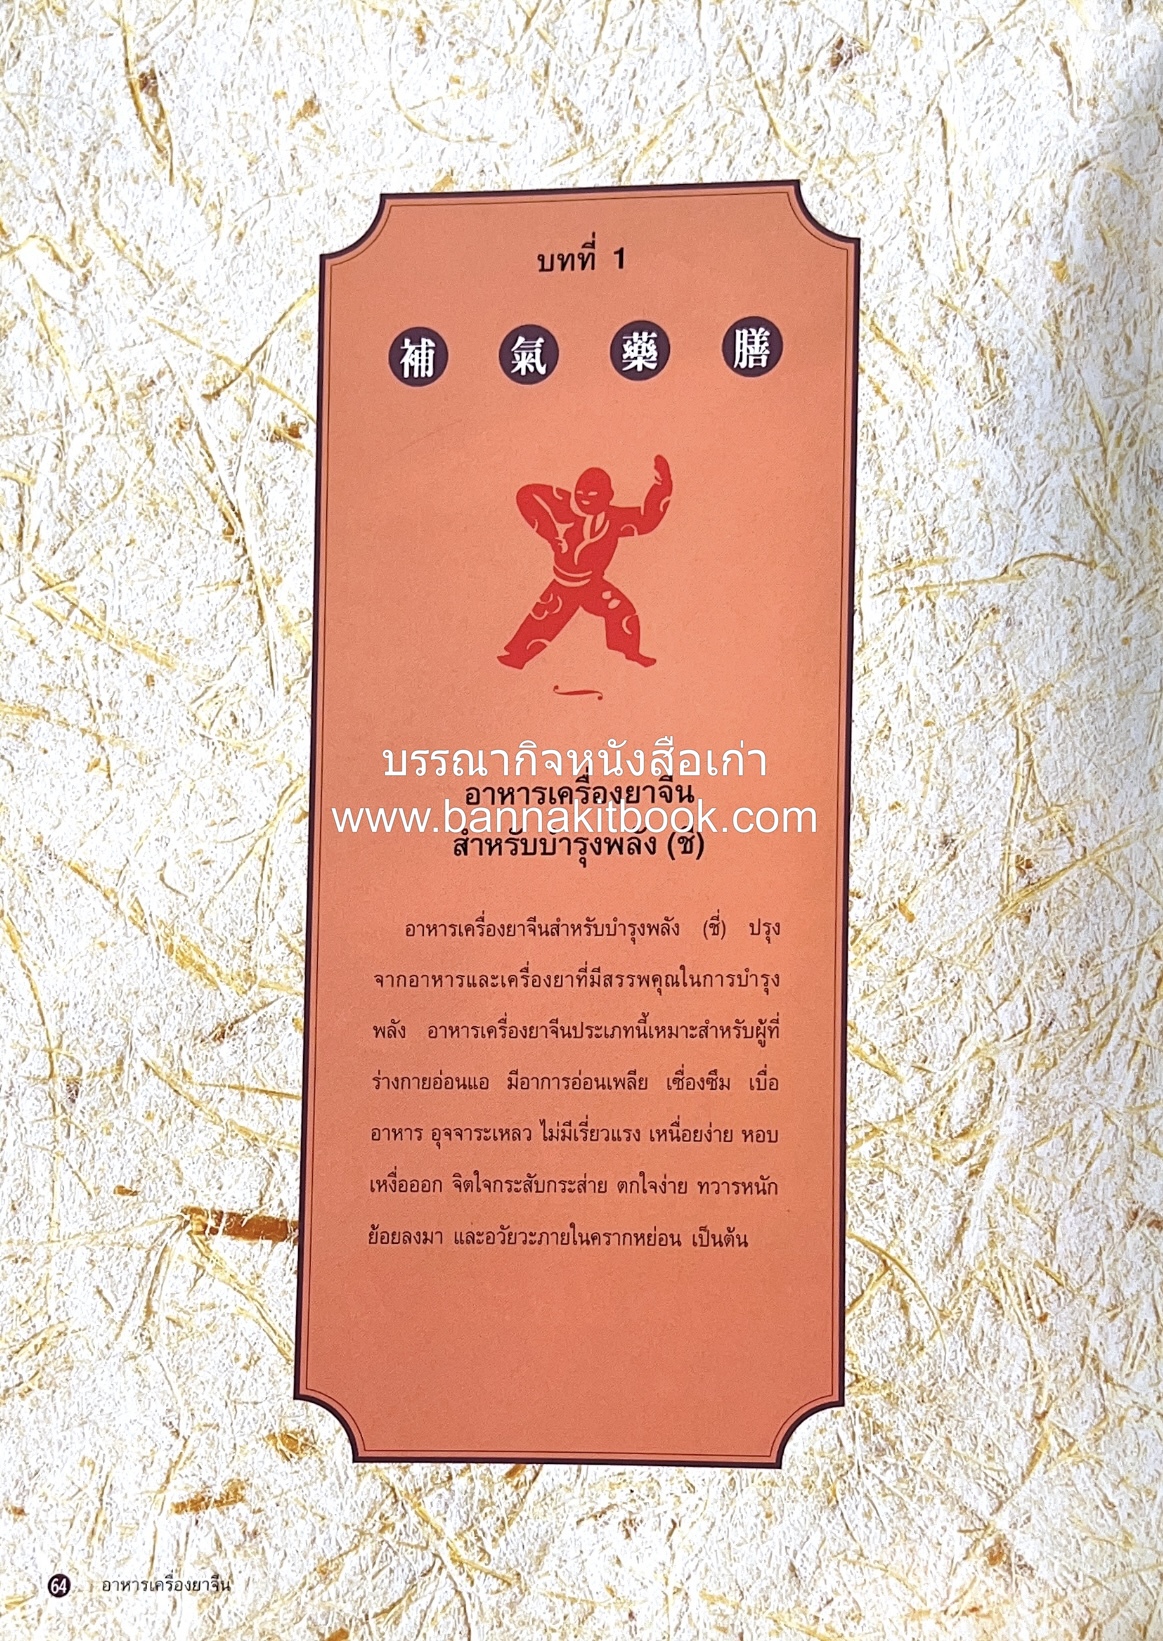 บทที่ 1
補氣藥膳
บรรณากิจหนังสือเก่า
อาหารเครื่องยาจีน
www.bannakitbook.com
สำหรับบำรุงพลัง (ชี่)
อาหารเครื่องยาจีนสำหรับบำรุงพลัง (ชี่) ปรุง
จากอาหารและเครื่องยาที่มีสรรพคุณในการบำรุง
พลัง อาหารเครื่องยาจีนประเภทนี้เหมาะสำหรับผู้ที่
ร่างกายอ่อนแอ มีอาการอ่อนเพลีย เซื่องซึม เบื่อ
อาหาร อุจจาระเหลว ไม่มีเรี่ยวแรง เหนื่อยง่าย หอบ
เหงื่อออก จิตใจกระสับกระส่าย ตกใจง่าย ทวารหนัก
ย้อยลงมา และอวัยวะภายในครากหย่อน เป็นต้น
64 อาหารเครื่องยาจีน